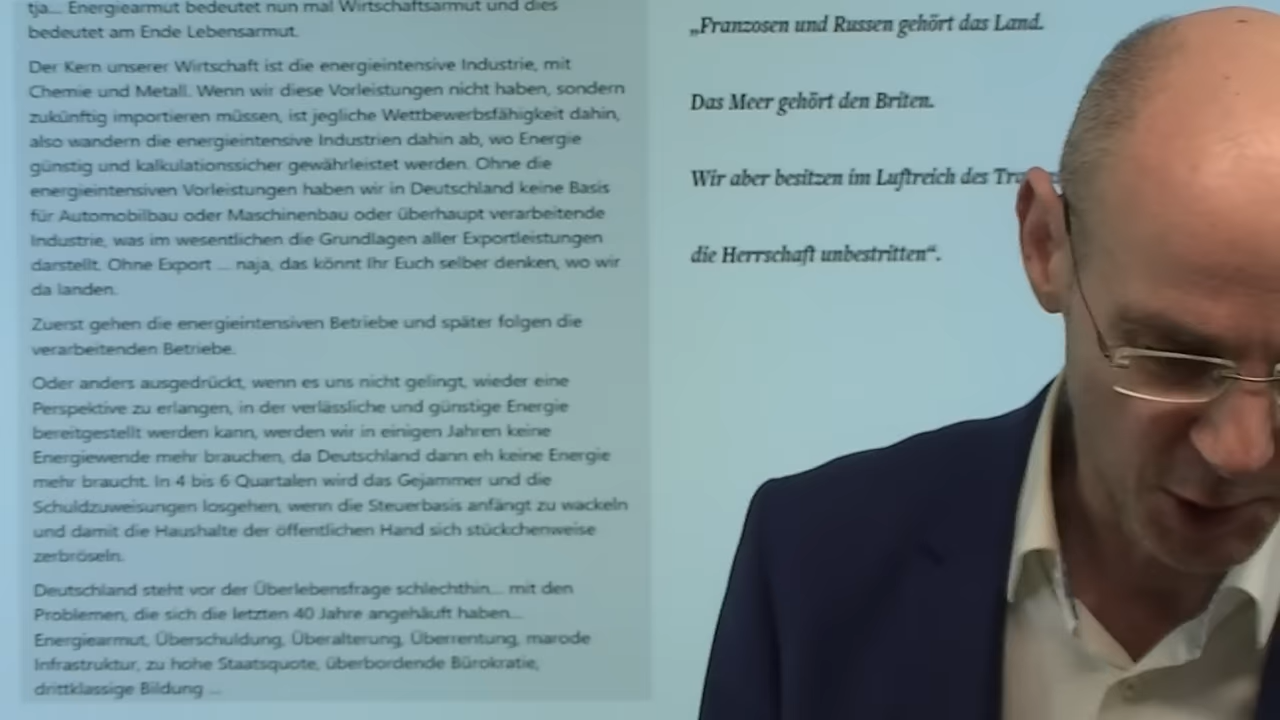 tja... Energiearmut bedeutet nun mal Wirtschaftsarmut und dies
bedeutet am Ende Lebensarmut.
Der Kern unserer Wirtschaft ist die energieintensive Industrie, mit
Chemie und Metall. Wenn wir diese Vorleistungen nicht haben, sondern
zukünftig importieren müssen, ist jegliche Wettbewerbsfähigkeit dahin,
also wandern die energieintensive Industrien dahin ab, wo Energie
günstig und kalkulationssicher gewährleistet werden. Ohne die
energieintensiven Vorleistungen haben wir in Deutschland keine Basis
für Automobilbau oder Maschinenbau oder überhaupt verarbeitende
Industrie, was im wesentlichen die Grundlagen aller Exportleistungen
darstellt. Ohne Export ... naja, das könnt Ihr Euch selber denken, wo wir
da landen.
Zuerst gehen die energieintensiven Betriebe und später folgen die
verarbeitenden Betriebe.
Oder anders ausgedrückt, wenn es uns nicht gelingt, wieder eine
Perspektive zu erlangen, in der verlässliche und günstige Energie
bereitgestellt werden kann, werden wir in einigen Jahren keine
Energiewende mehr brauchen, da Deutschland dann eh keine Energie
mehr braucht. In 4 bis 6 Quartalen wird das Gejammer und die
Schuldzuweisungen losgehen, wenn die Steuerbasis anfängt zu wackeln
und damit die Haushalte der öffentlichen Hand sich stückchenweise
zerbröseln.
Deutschland steht vor der Überlebensfrage schlechthin... mit den
Problemen, die sich die letzten 40 Jahre angehäuft haben...
Energiearmut, Überschuldung, Überalterung, Überrentung, marode
Infrastruktur, zu hohe Staatsquote, überbordende Bürokratie,
drittklassige Bildung ...
„Franzosen und Russen gehört das Land.
Das Meer gehört den Briten.
Wir aber besitzen im Luftreich des
die Herrschaft unbestritten“.